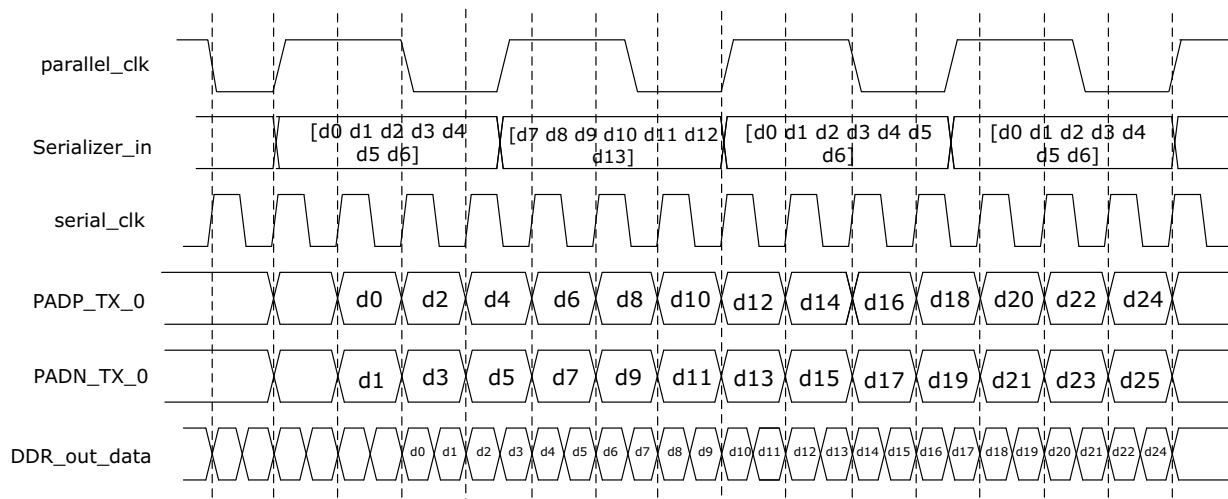 parallel_clk
Serializer_in
[d0 d1 d2 d3 d4
d5 d6]
[d7 d8 d9 d10 d11 d12
d13]
[d0 d1 d2 d3 d4 d5
d6]
[d0 d1 d2 d3 d4
d5 d6]
serial_clk
PADP_TX_0 d0 d2 d4 d6 d8 d10 d12 d14 d16 d18 d20 d22 d24
PADN_TX_0 d1 d3 d5 d7 d9 d11 d13 d15 d17 d19 d21 d23 d25
DDR_out_data d0 d1 d2 d3 d4 d5 d6 d7 d8 d9 d10 d11 d12 d13 d14 d15 d16 d17 d18 d19 d20 d21 d22 d24